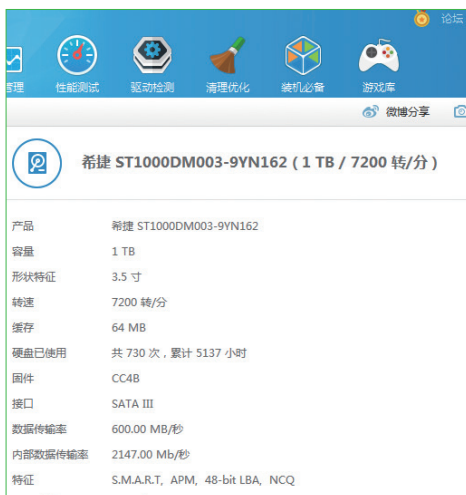 论坛
管理 性能测试 驱动检测 清理优化 装机必备 游戏库
微博分享
希捷 ST1000DM003-9YN162 ( 1 TB / 7200 转/分 )
产品 希捷 ST1000DM003-9YN162
容量 1 TB
形状特征 3.5 寸
转速 7200 转/分
缓存 64 MB
硬盘已使用 共 730 次，累计 5137 小时
固件 CC4B
接口 SATA III
数据传输率 600.00 MB/秒
内部数据传输率 2147.00 Mb/秒
特征 S.M.A.R.T, APM, 48-bit LBA, NCQ